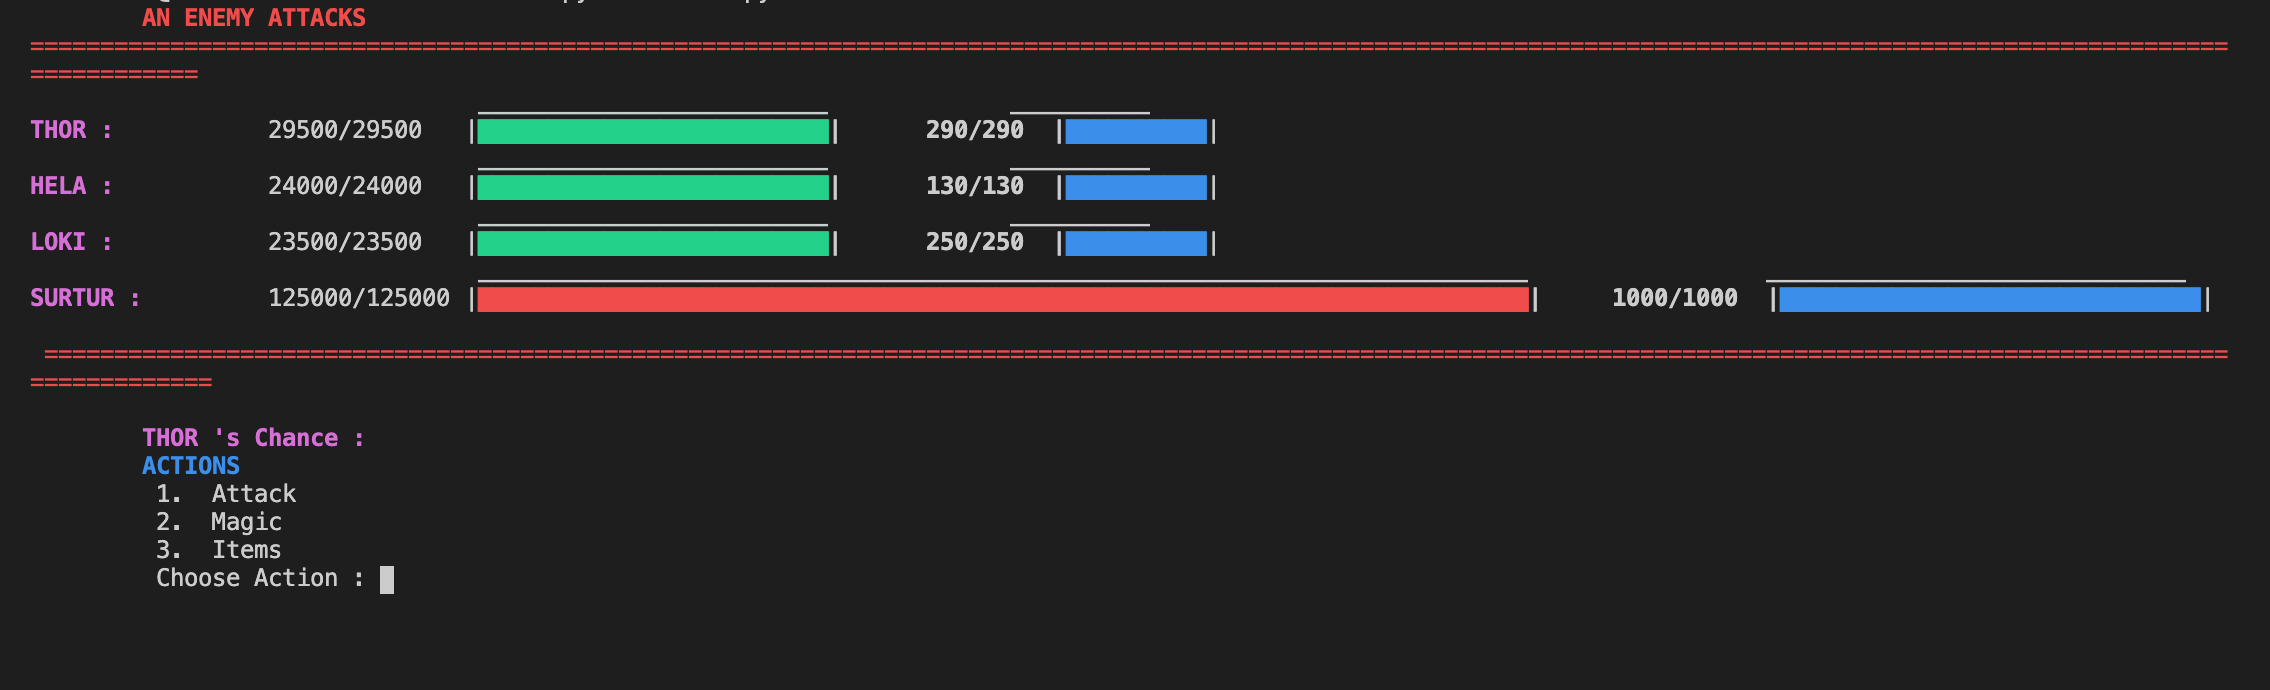 AN ENEMY ATTACKS
=============================================================================================================================================================
============
THOR : 29500/29500 | | 290/290 | |
HELA : 24000/24000 | | 130/130 | |
LOKI : 23500/23500 | | 250/250 | |
SURTUR : 125000/125000 | | 1000/1000 | |
============================================================================================================================================================
=============
THOR 's Chance :
ACTIONS
1. Attack
2. Magic
3. Items
Choose Action :